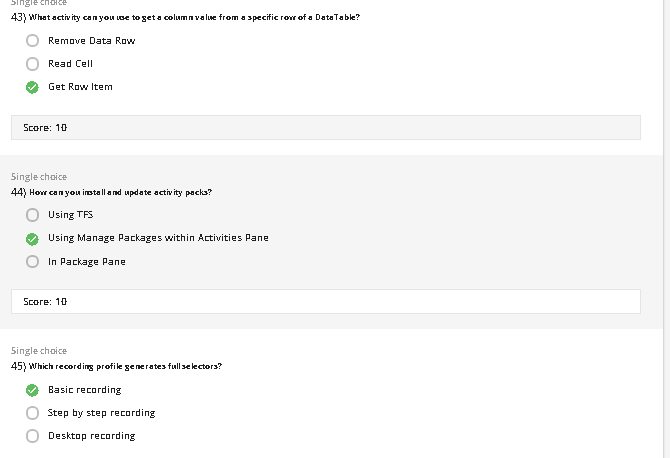 Single choice
43) What activity can you use to get a column value from a specific row of a DataTable?
Remove Data Row
Read Cell
Get Row Item
Score: 10
Single choice
44) How can you install and update activity packs?
Using TFS
Using Manage Packages within Activities Pane
In Package Pane
Score: 10
Single choice
45) Which recording profile generates full selectors?
Basic recording
Step by step recording
Desktop recording